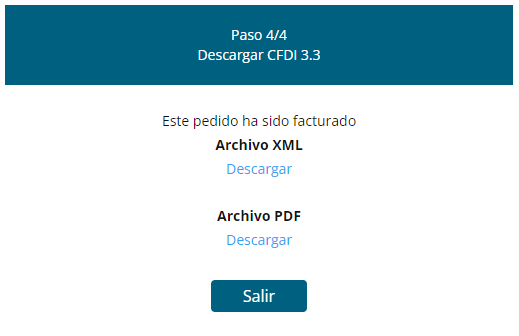 Paso 4/4
Descargar CFDI 3.3
Este pedido ha sido facturado
Archivo XML
Descargar
Archivo PDF
Descargar
Salir